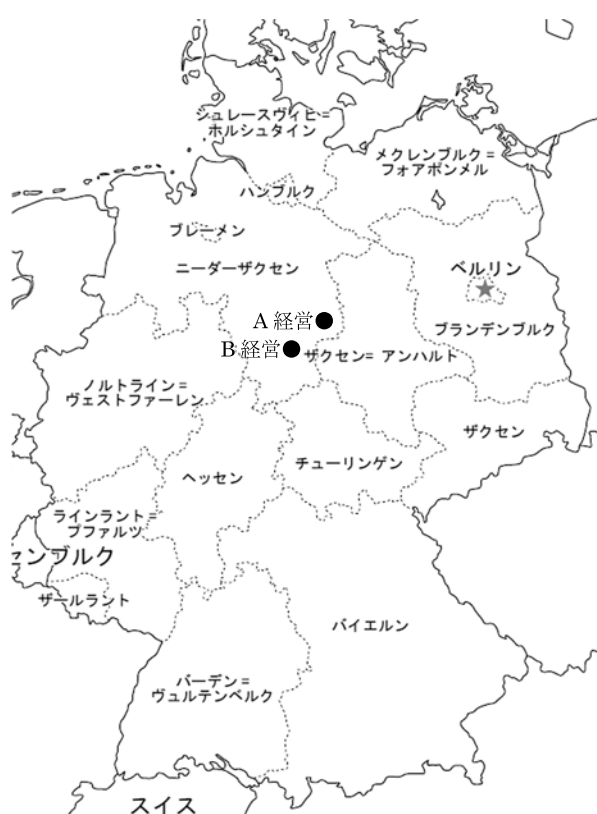 シュレースヴィヒ=
ホルシュタイン
メクレンブルク=
フォアポンメル
ハンブルク
ブレーメン
ニーダーザクセン
ベルリン
A 経営
ブランデンブルク
B 経営
ザクセン= アンハルト
ノルトライン=
ヴェストファーレン
ザクセン
チューリンゲン
ヘッセン
ラインラント=
プファルツ
センブルク
ザールラント
バイエルン
バーデン=
ヴュルテンベルク
スイス